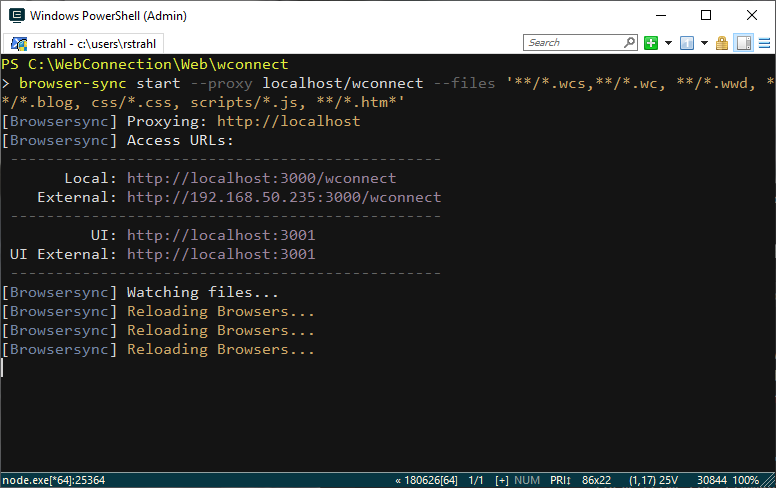 Windows PowerShell (Admin)
rstrahl - c:\users\rstrahl
Search
PS C:\WebConnection\Web\wconnect
> browser-sync start --proxy localhost/wconnect --files '**/*.wcs,**/*.wc, **/*.wwd, *
*/*.blog, css/*.css, scripts/*.js, **/*.htm*'
[Browsersync] Proxying: http://localhost
[Browsersync] Access URLs:
------------------------------------------------
Local: http://localhost:3000/wconnect
External: http://192.168.50.235:3000/wconnect
------------------------------------------------
UI: http://localhost:3001
UI External: http://localhost:3001
------------------------------------------------
[Browsersync] Watching files...
[Browsersync] Reloading Browsers...
[Browsersync] Reloading Browsers...
[Browsersync] Reloading Browsers...
node.exe[*64]:25364 « 180626[64] 1/1 [+] NUM PRI↕ 86x22 (1,17) 25V 30844 100%